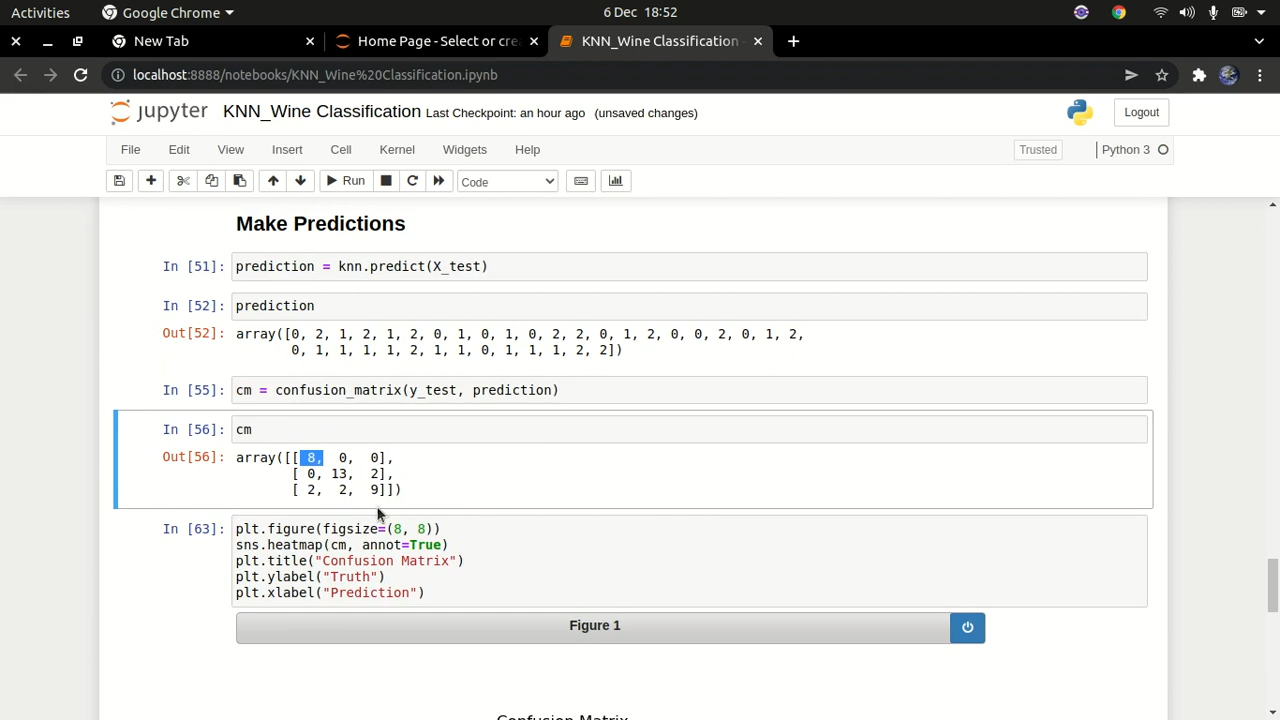 Activities
Google Chrome
6 Dec 18:52
New Tab
Home Page - Select or cre
KNN_Wine Classification
localhost:8888/notebooks/KNN_Wine%20Classification.ipynb
jupyter
KNN_Wine Classification Last Checkpoint: an hour ago (unsaved changes)
Logout
File Edit View Insert Cell Kernel Widgets Help
Trusted
Python 3
Run
Code
Make Predictions
In [51]: prediction = knn.predict(X_test)
In [52]: prediction
Out[52]: array([0, 2, 1, 2, 1, 2, 0, 1, 0, 1, 0, 2, 2, 0, 1, 2, 0, 0, 2, 0, 1, 2,
0, 1, 1, 1, 1, 2, 1, 1, 0, 1, 1, 1, 2, 2])
In [55]: cm = confusion_matrix(y_test, prediction)
In [56]: cm
Out[56]: array([[ 8, 0, 0],
[ 0, 13, 2],
[ 2, 2, 9]])
In [63]: plt.figure(figsize=(8, 8))
sns.heatmap(cm, annot=True)
plt.title("Confusion Matrix")
plt.ylabel("Truth")
plt.xlabel("Prediction")
Figure 1
Confusion Matrix